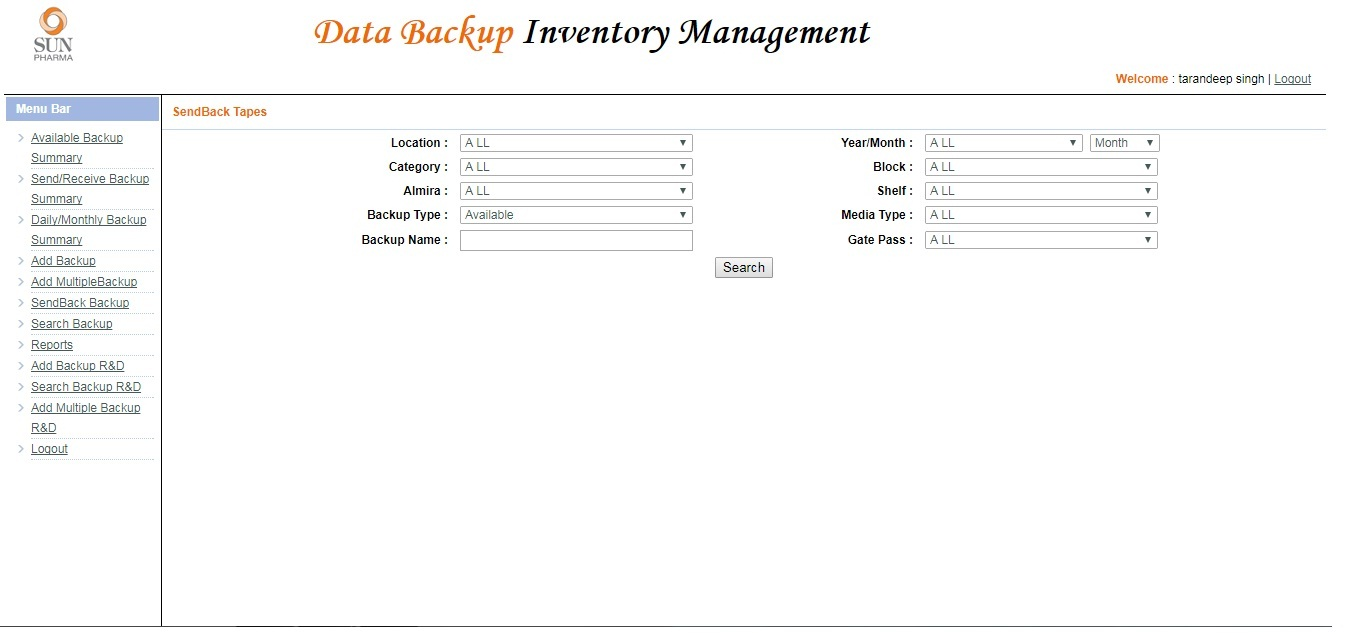 SUN
PHARMA
Data Backup Inventory Management
Welcome : tarandeep singh | Logout
Menu Bar
Available Backup
Summary
Send/Receive Backup
Summary
Daily/Monthly Backup
Summary
Add Backup
Add MultipleBackup
SendBack Backup
Search Backup
Reports
Add Backup R&D
Search Backup R&D
Add Multiple Backup
R&D
Logout
SendBack Tapes
Location : A LL Year/Month : A LL Month
Category : A LL Block : A LL
Almira : A LL Shelf : A LL
Backup Type : Available Media Type : A LL
Backup Name : Gate Pass : A LL
Search